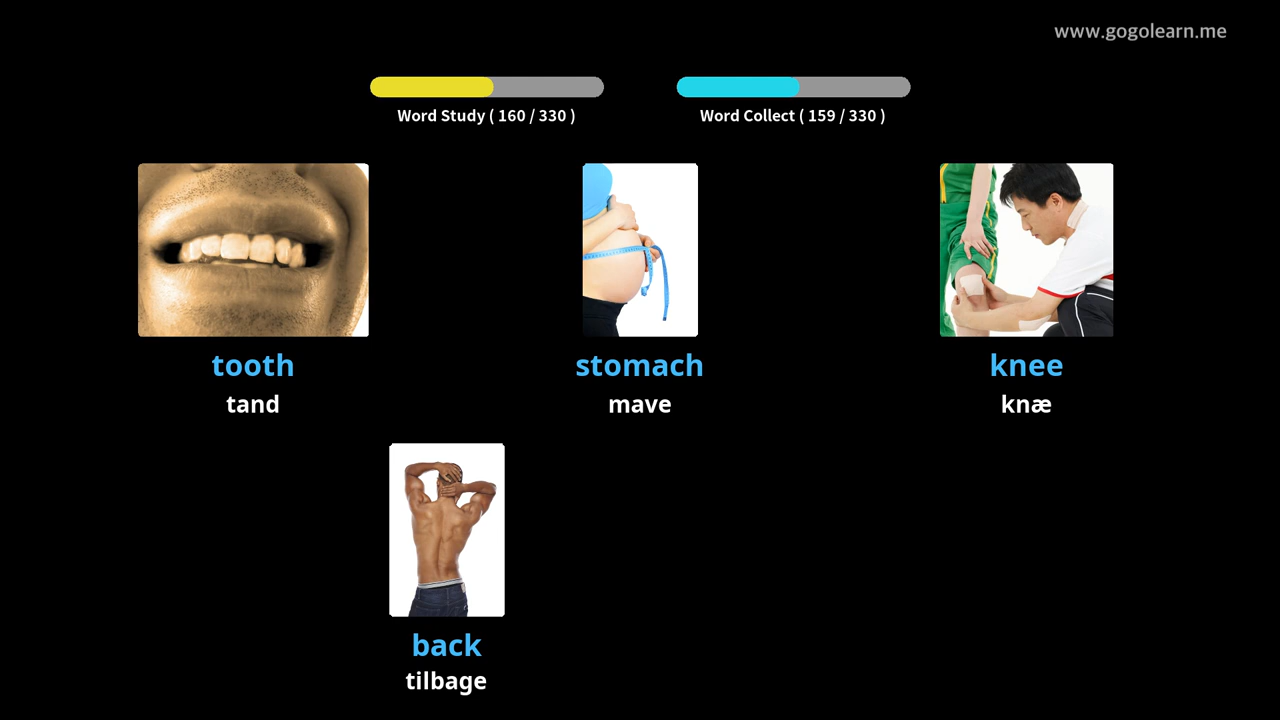 www.gogolearn.me
Word Study ( 160 / 330 )
Word Collect ( 159 / 330 )
tooth
tand
stomach
mave
knee
knæ
back
tilbage